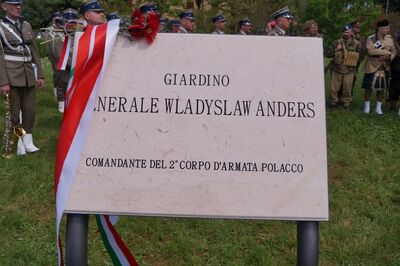 GIARDINO
NERALE WLADYSLAW ANDERS
COMANDANTE DEL 2° CORPO D'ARMATA POLACCO